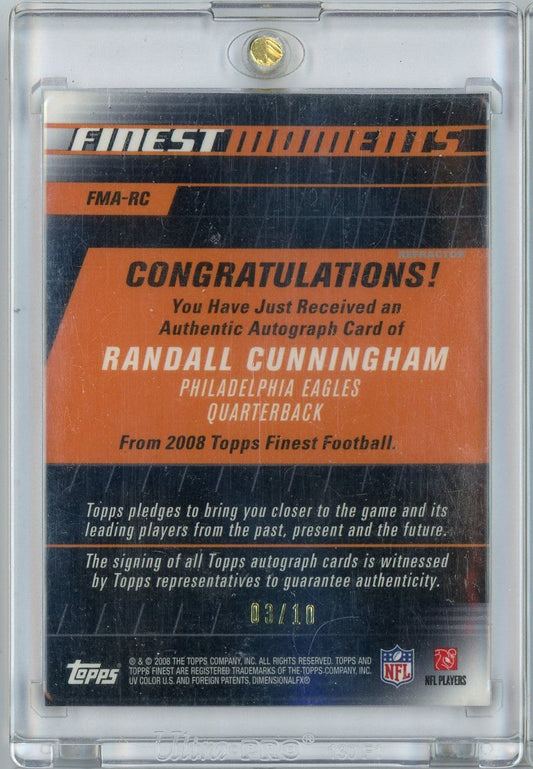 FINEST MOMENTS
FMA-RC
REFRACTOR
CONGRATULATIONS!
You Have Just Received an
Authentic Autograph Card of
RANDALL CUNNINGHAM
PHILADELPHIA EAGLES
QUARTERBACK
From 2008 Topps Finest Football.
Topps pledges to bring you closer to the game and its
leading players from the past, present and the future.
The signing of all Topps autograph cards is witnessed
by Topps representatives to guarantee authenticity.
03/10
topps
® & © 2008 THE TOPPS COMPANY, INC. ALL RIGHTS RESERVED. TOPPS AND
TOPPS FINEST ARE REGISTERED TRADEMARKS OF THE TOPPS COMPANY, INC.
UV COLOR U.S. AND FOREIGN PATENTS, DIMENSIONALFX®
NFL
NFL PLAYERS
Ultra-PRO®